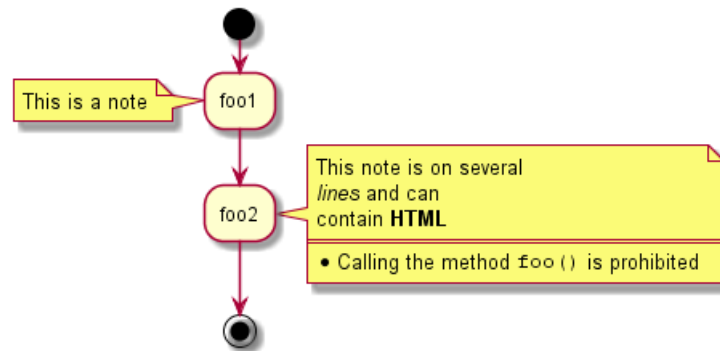 foo1
This is a note
foo2
This note is on several
lines and can
contain HTML
• Calling the method foo() is prohibited